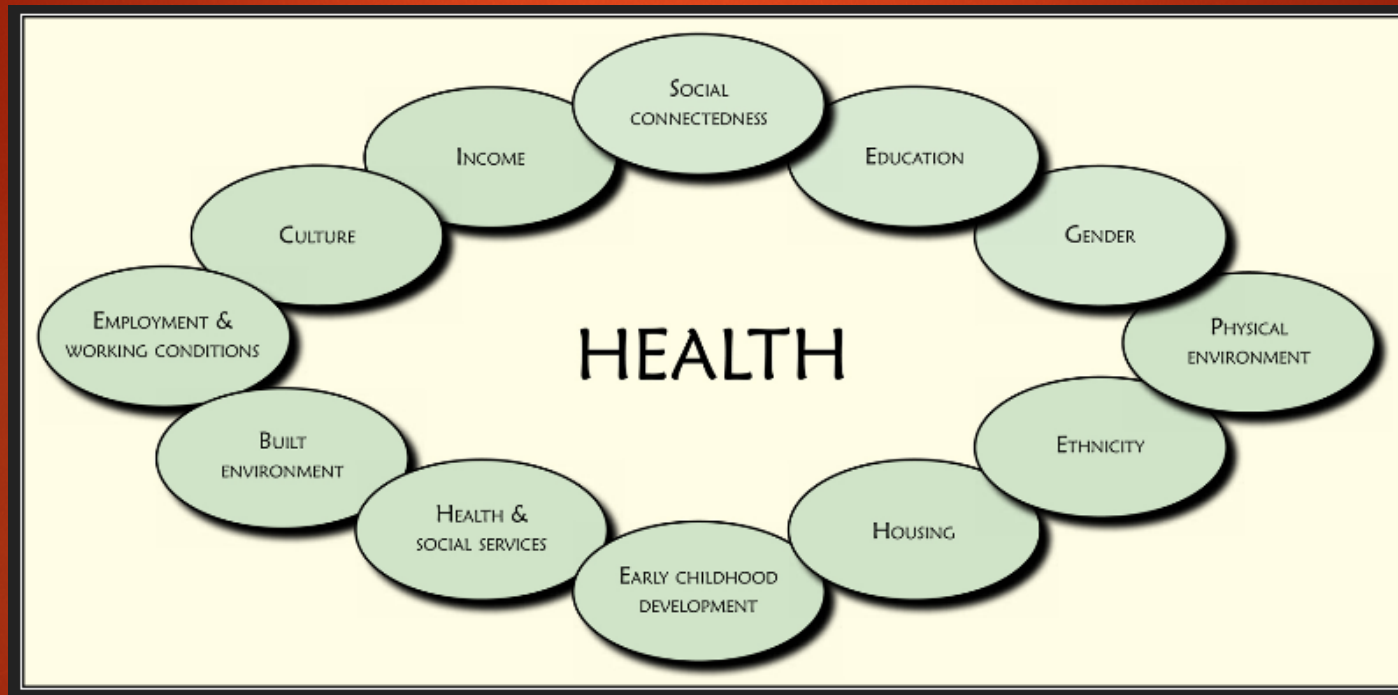 Social
connectedness
Income
Education
Culture
Gender
Employment &
working conditions
Physical
environment
HEALTH
Built
environment
Ethnicity
Health &
social services
Housing
Early childhood
development